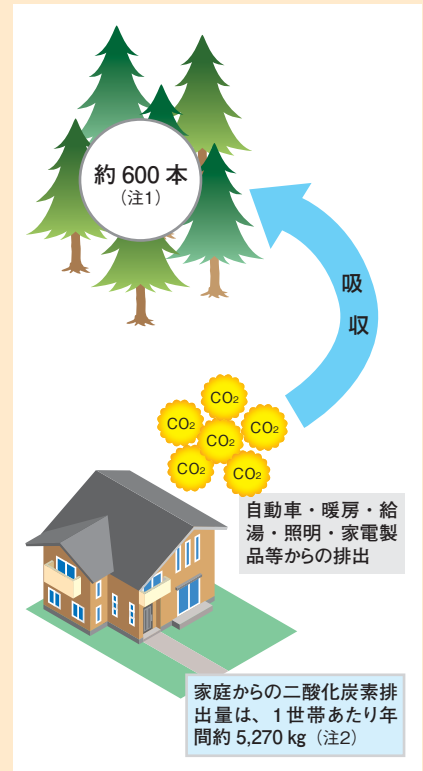 約 600 本
(注1)
吸
収
CO₂
CO₂
CO₂
CO₂
CO₂
CO₂
自動車・暖房・給
湯・照明・家電製
品等からの排出
家庭からの二酸化炭素排
出量は、1世帯あたり年
間約 5,270 kg（注2）